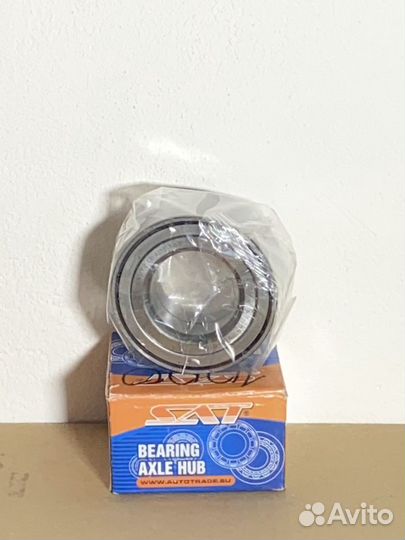 SAT
BEARING
AXLE HUB
WWW.AUTOTRADE.SU
Avito